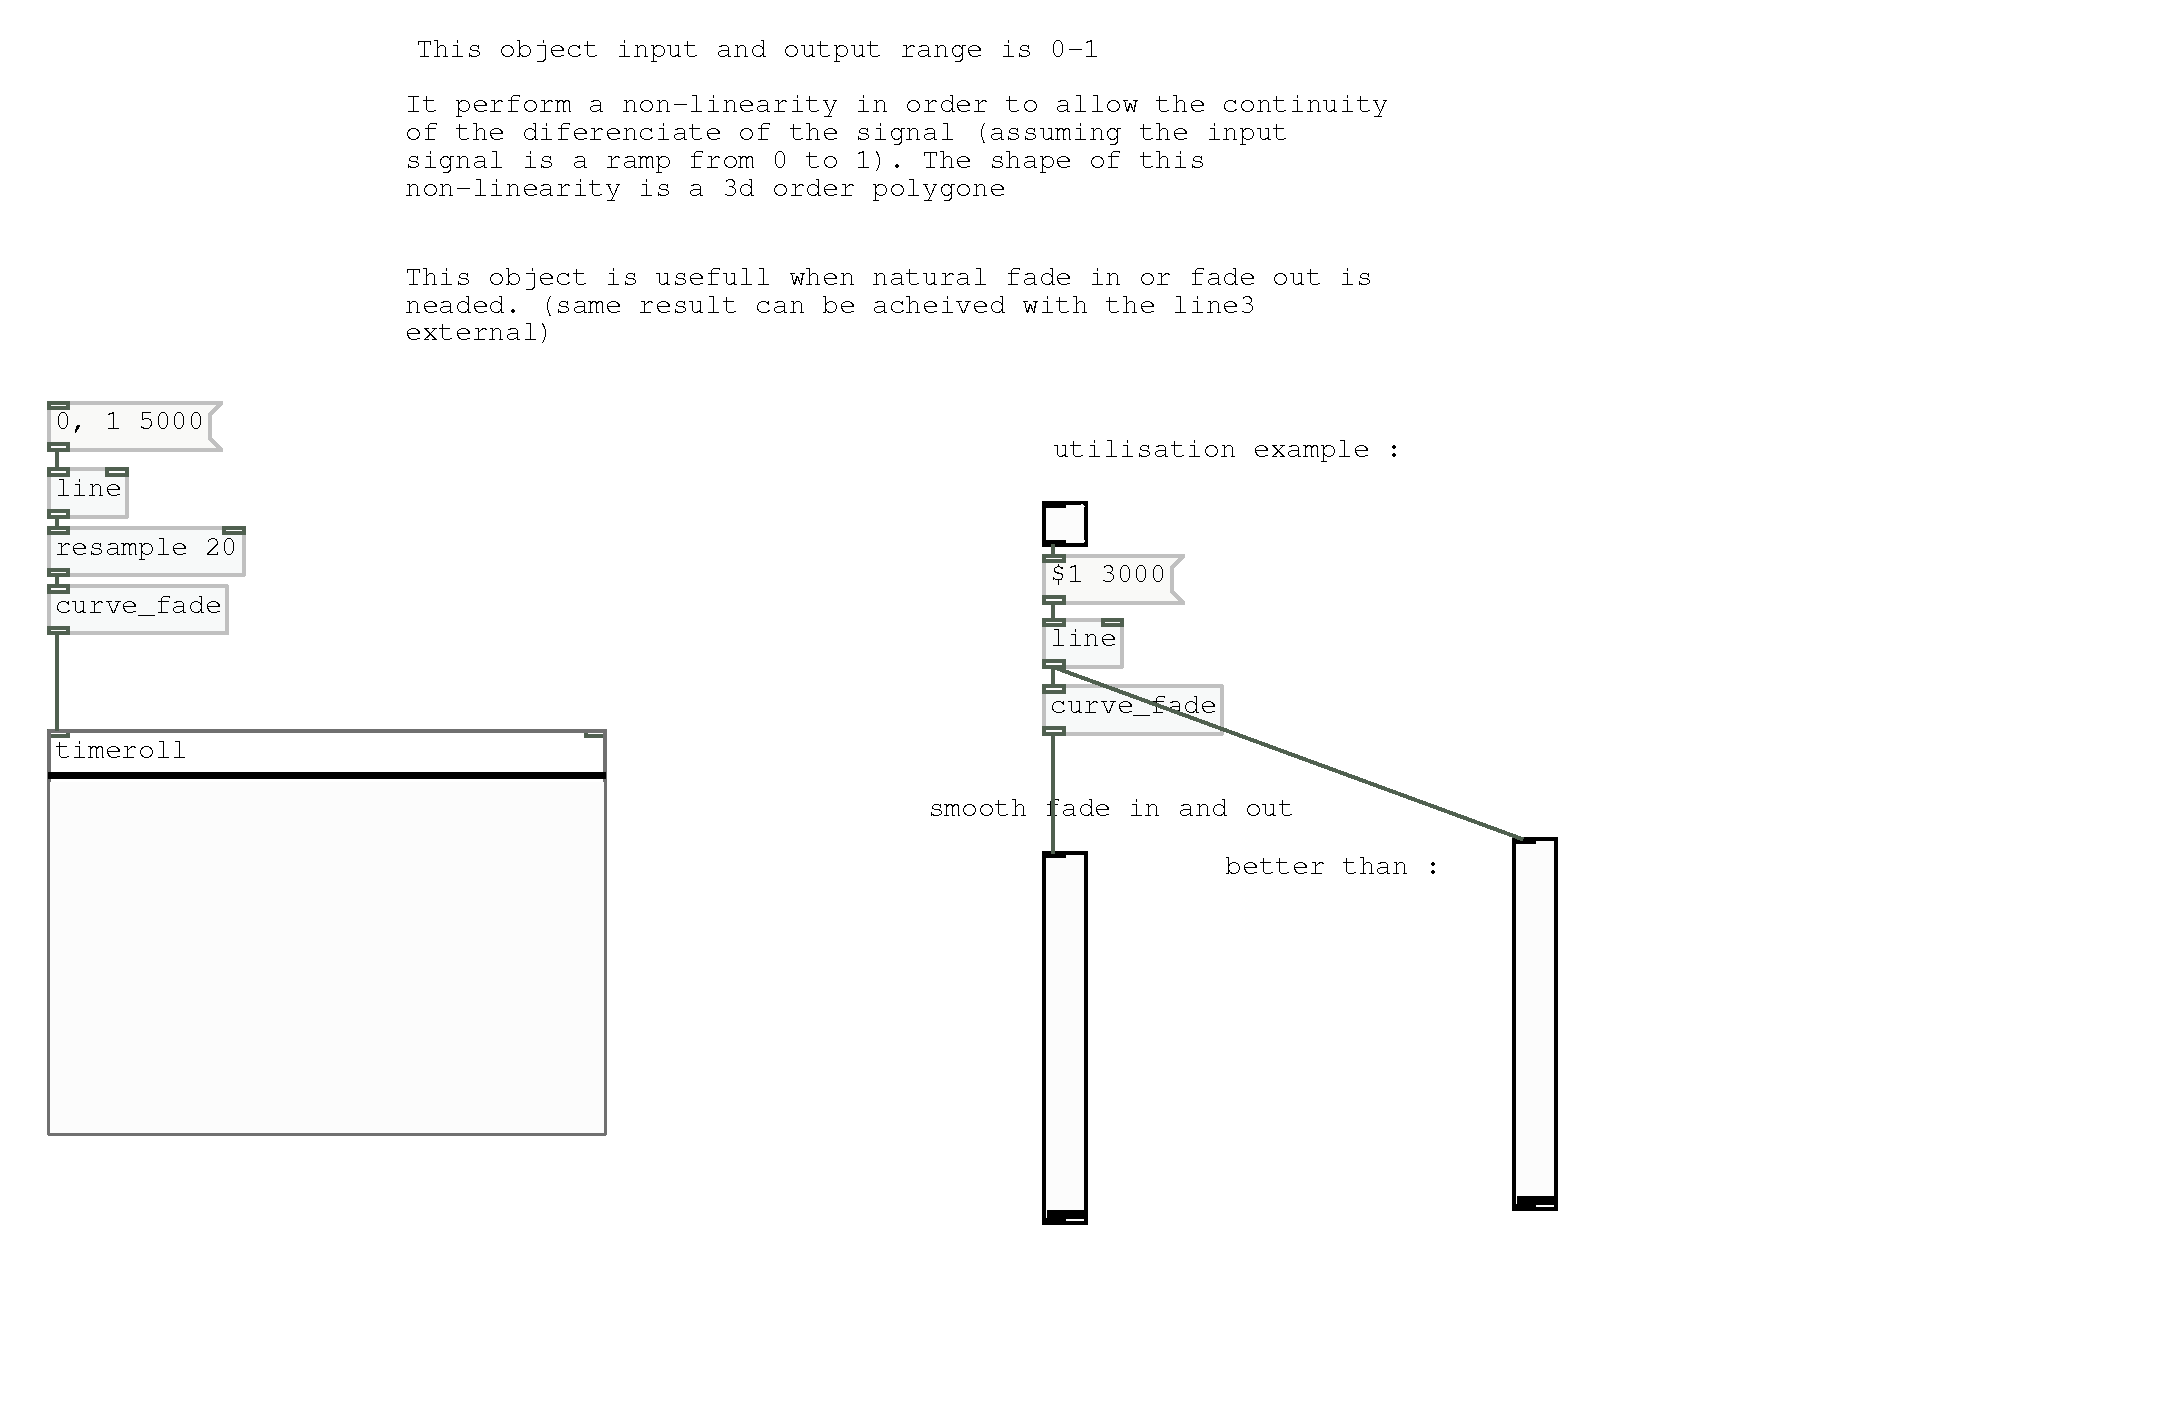 This object input and output range is 0-1
It perform a non-linearity in order to allow the continuity
of the diferenciate of the signal (assuming the input
signal is a ramp from 0 to 1). The shape of this
non-linearity is a 3d order polygone
This object is usefull when natural fade in or fade out is
neaded. (same result can be acheived with the line3
external)
0, 1 5000
line
resample 20
curve_fade
timeroll
utilisation example :
$1 3000
line
curve_fade
smooth fade in and out
better than :